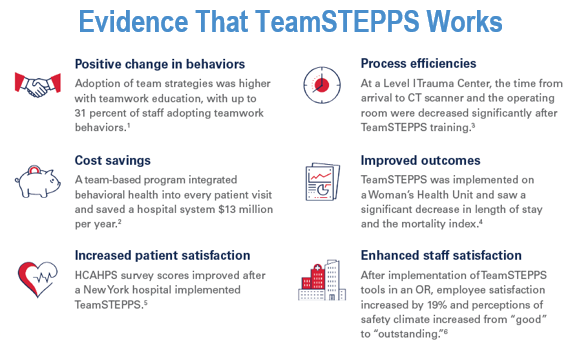 Evidence That TeamSTEPPS Works
Positive change in behaviors
Adoption of team strategies was higher
with teamwork education, with up to
31 percent of staff adopting teamwork
behaviors.¹
Process efficiencies
At a Level I Trauma Center, the time from
arrival to CT scanner and the operating
room were decreased significantly after
TeamSTEPPS training.³
Cost savings
A team-based program integrated
behavioral health into every patient visit
and saved a hospital system $13 million
per year.²
Improved outcomes
TeamSTEPPS was implemented on
a Woman's Health Unit and saw a
significant decrease in length of stay
and the mortality index.⁴
Increased patient satisfaction
HCAHPS survey scores improved after
a New York hospital implemented
TeamSTEPPS.⁵
Enhanced staff satisfaction
After implementation of TeamSTEPPS
tools in an OR, employee satisfaction
increased by 19% and perceptions of
safety climate increased from “good”
to “outstanding.”⁶